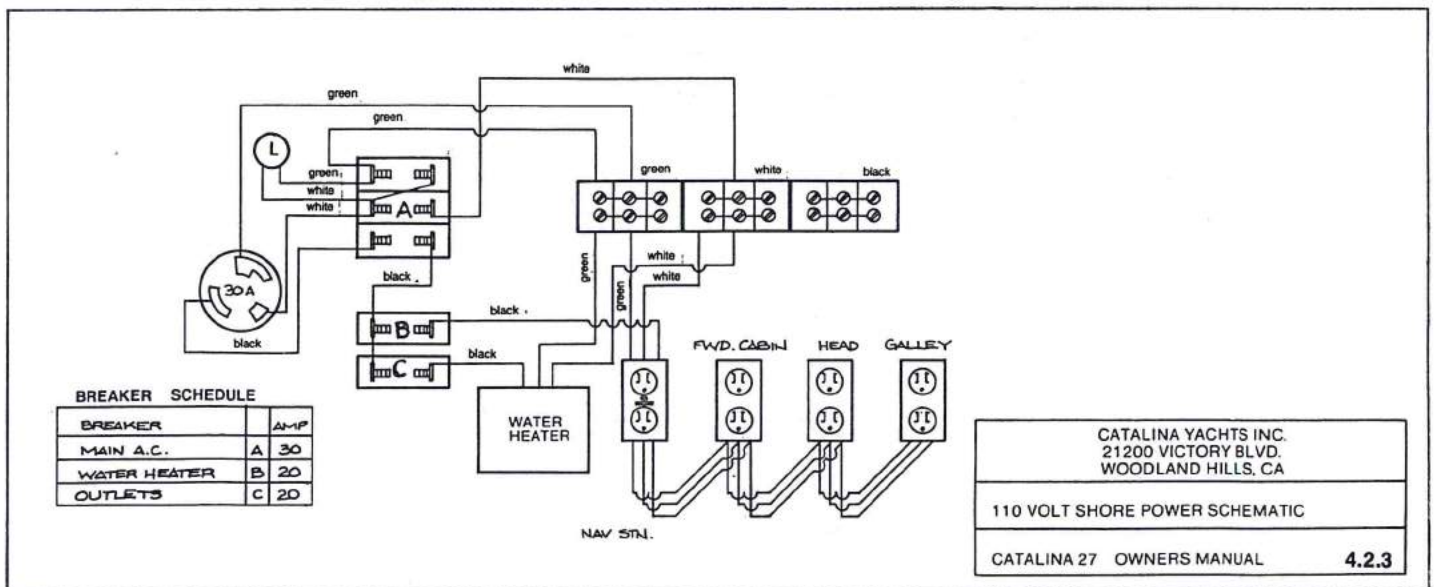 white
green
green
L
green
white
white
A
green
white
black
30A
black
black
green
green
white
white
black
B
black
C
WATER
HEATER
FWD. CABIN
HEAD
GALLEY
NAV STN.
BREAKER SCHEDULE
BREAKER AMP
MAIN A.C. A 30
WATER HEATER B 20
OUTLETS C 20
CATALINA YACHTS INC.
21200 VICTORY BLVD.
WOODLAND HILLS, CA
110 VOLT SHORE POWER SCHEMATIC
CATALINA 27 OWNERS MANUAL 4.2.3